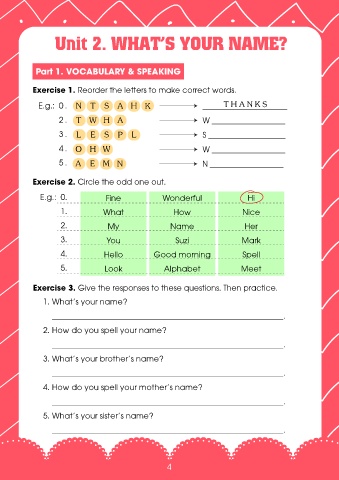 Unit 2. WHAT'S YOUR NAME?
Part 1. VOCABULARY & SPEAKING
Exercise 1. Reorder the letters to make correct words.
E.g.: 0. N T S A H K THANKS
2. T W H A W
3. L E S P L S
4. O H W W
5. A E M N N
Exercise 2. Circle the odd one out.
E.g.: 0. Fine Wonderful Hi
1. What How Nice
2. My Name Her
3. You Suzi Mark
4. Hello Good morning Spell
5. Look Alphabet Meet
Exercise 3. Give the responses to these questions. Then practice.
1. What's your name?
2. How do you spell your name?
3. What's your brother's name?
4. How do you spell your mother's name?
5. What's your sister's name?
4